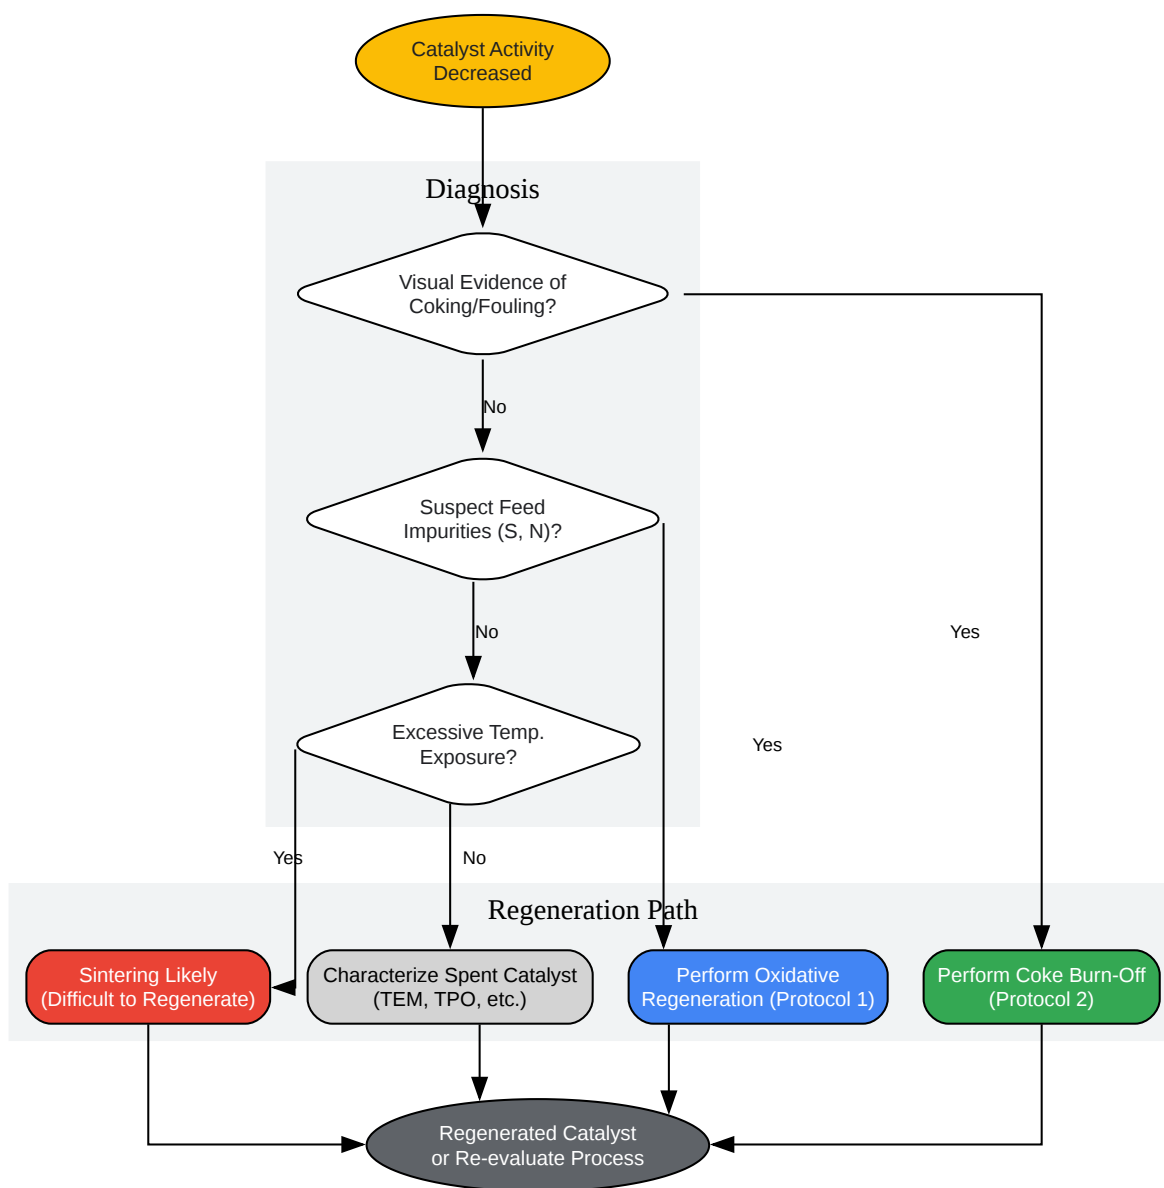 Catalyst Activity
Decreased
Diagnosis
Visual Evidence of
Coking/Fouling?
No
Suspect Feed
Impurities (S, N)?
No
Yes
Excessive Temp.
Exposure?
Yes
Yes
No
Regeneration Path
Sintering Likely
(Difficult to Regenerate)
Characterize Spent Catalyst
(TEM, TPO, etc.)
Perform Oxidative
Regeneration (Protocol 1)
Perform Coke Burn-Off
(Protocol 2)
Regenerated Catalyst
or Re-evaluate Process